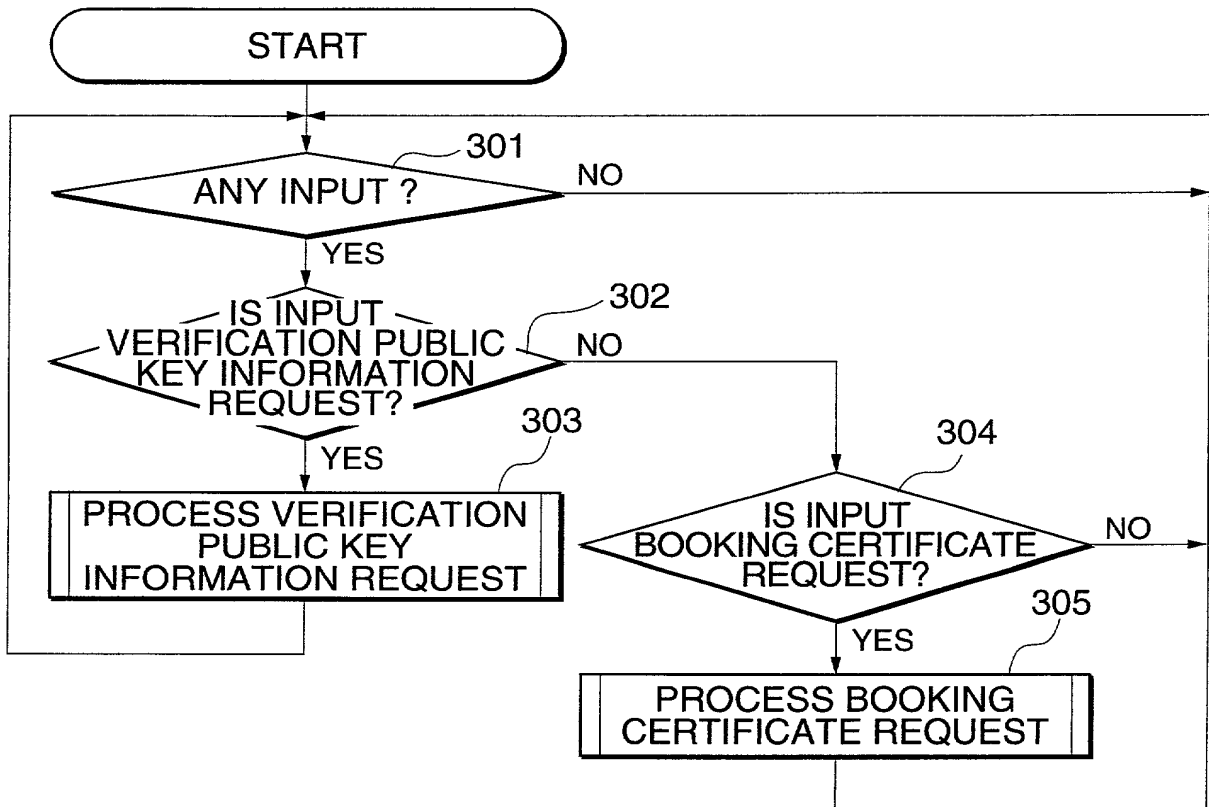 START
301
ANY INPUT ?
NO
YES
302
IS INPUT
VERIFICATION PUBLIC
KEY INFORMATION
REQUEST?
NO
YES
303
PROCESS VERIFICATION
PUBLIC KEY
INFORMATION REQUEST
304
IS INPUT
BOOKING CERTIFICATE
REQUEST?
NO
YES
305
PROCESS BOOKING
CERTIFICATE REQUEST